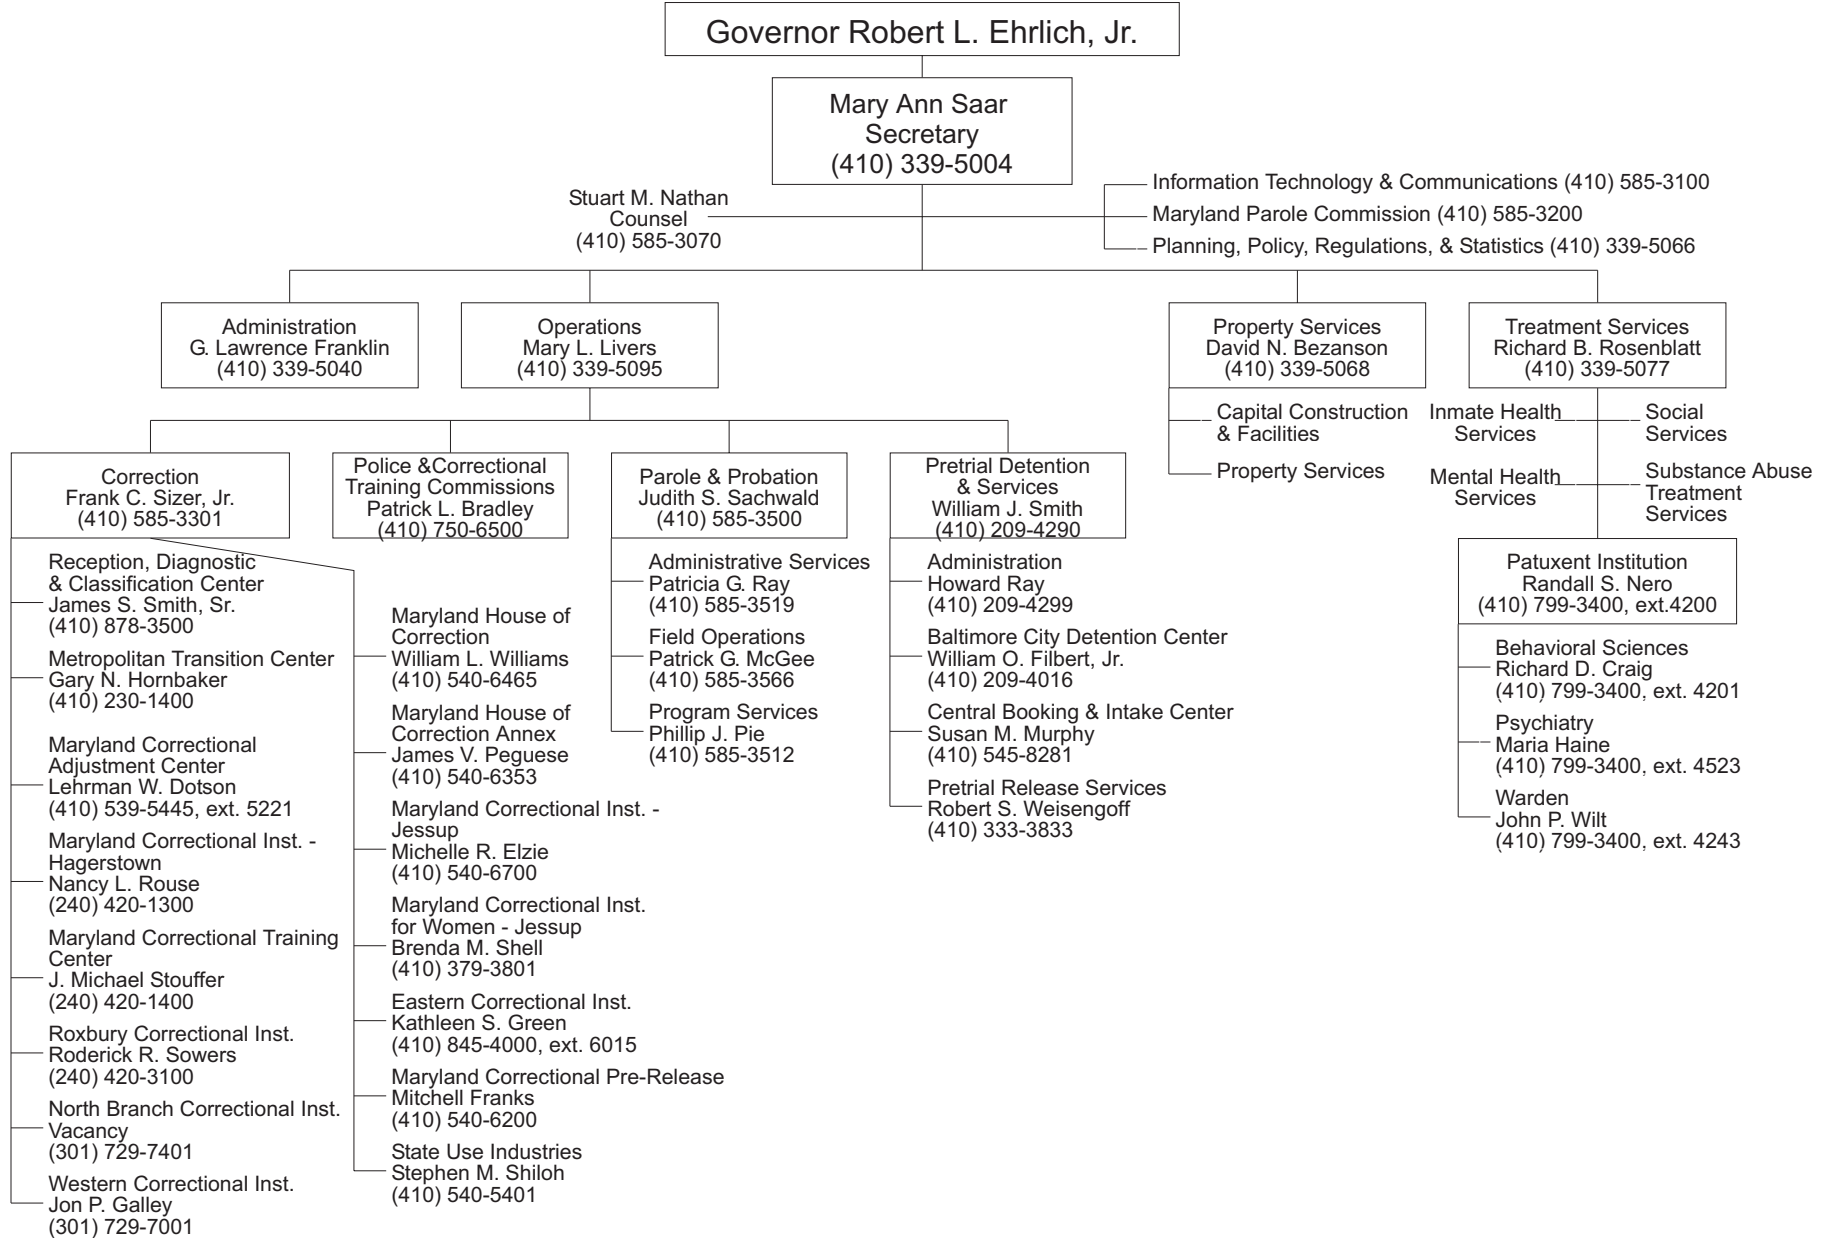 Governor Robert L. Ehrlich, Jr.
Mary Ann Saar
Secretary
(410) 339-5004
Stuart M. Nathan
Counsel
(410) 585-3070
Information Technology & Communications (410) 585-3100
Maryland Parole Commission (410) 585-3200
Planning, Policy, Regulations, & Statistics (410) 339-5066
Administration
G. Lawrence Franklin
(410) 339-5040
Operations
Mary L. Livers
(410) 339-5095
Property Services
David N. Bezanson
(410) 339-5068
Treatment Services
Richard B. Rosenblatt
(410) 339-5077
Capital Construction
& Facilities
Property Services
Inmate Health
Services
Social
Services
Mental Health
Services
Substance Abuse
Treatment
Services
Correction
Frank C. Sizer, Jr.
(410) 585-3301
Police &Correctional
Training Commissions
Patrick L. Bradley
(410) 750-6500
Parole & Probation
Judith S. Sachwald
(410) 585-3500
Pretrial Detention
& Services
William J. Smith
(410) 209-4290
Patuxent Institution
Randall S. Nero
(410) 799-3400, ext.4200
Reception, Diagnostic
& Classification Center
James S. Smith, Sr.
(410) 878-3500
Metropolitan Transition Center
Gary N. Hornbaker
(410) 230-1400
Maryland Correctional
Adjustment Center
Lehrman W. Dotson
(410) 539-5445, ext. 5221
Maryland Correctional Inst. -
Hagerstown
Nancy L. Rouse
(240) 420-1300
Maryland Correctional Training
Center
J. Michael Stouffer
(240) 420-1400
Roxbury Correctional Inst.
Roderick R. Sowers
(240) 420-3100
North Branch Correctional Inst.
Vacancy
(301) 729-7401
Western Correctional Inst.
Jon P. Galley
(301) 729-7001
Maryland House of
Correction
William L. Williams
(410) 540-6465
Maryland House of
Correction Annex
James V. Peguese
(410) 540-6353
Maryland Correctional Inst. -
Jessup
Michelle R. Elzie
(410) 540-6700
Maryland Correctional Inst.
for Women - Jessup
Brenda M. Shell
(410) 379-3801
Eastern Correctional Inst.
Kathleen S. Green
(410) 845-4000, ext. 6015
Maryland Correctional Pre-Release
Mitchell Franks
(410) 540-6200
State Use Industries
Stephen M. Shiloh
(410) 540-5401
Administrative Services
Patricia G. Ray
(410) 585-3519
Field Operations
Patrick G. McGee
(410) 585-3566
Program Services
Phillip J. Pie
(410) 585-3512
Administration
Howard Ray
(410) 209-4299
Baltimore City Detention Center
William O. Filbert, Jr.
(410) 209-4016
Central Booking & Intake Center
Susan M. Murphy
(410) 545-8281
Pretrial Release Services
Robert S. Weisengoff
(410) 333-3833
Behavioral Sciences
Richard D. Craig
(410) 799-3400, ext. 4201
Psychiatry
Maria Haine
(410) 799-3400, ext. 4523
Warden
John P. Wilt
(410) 799-3400, ext. 4243